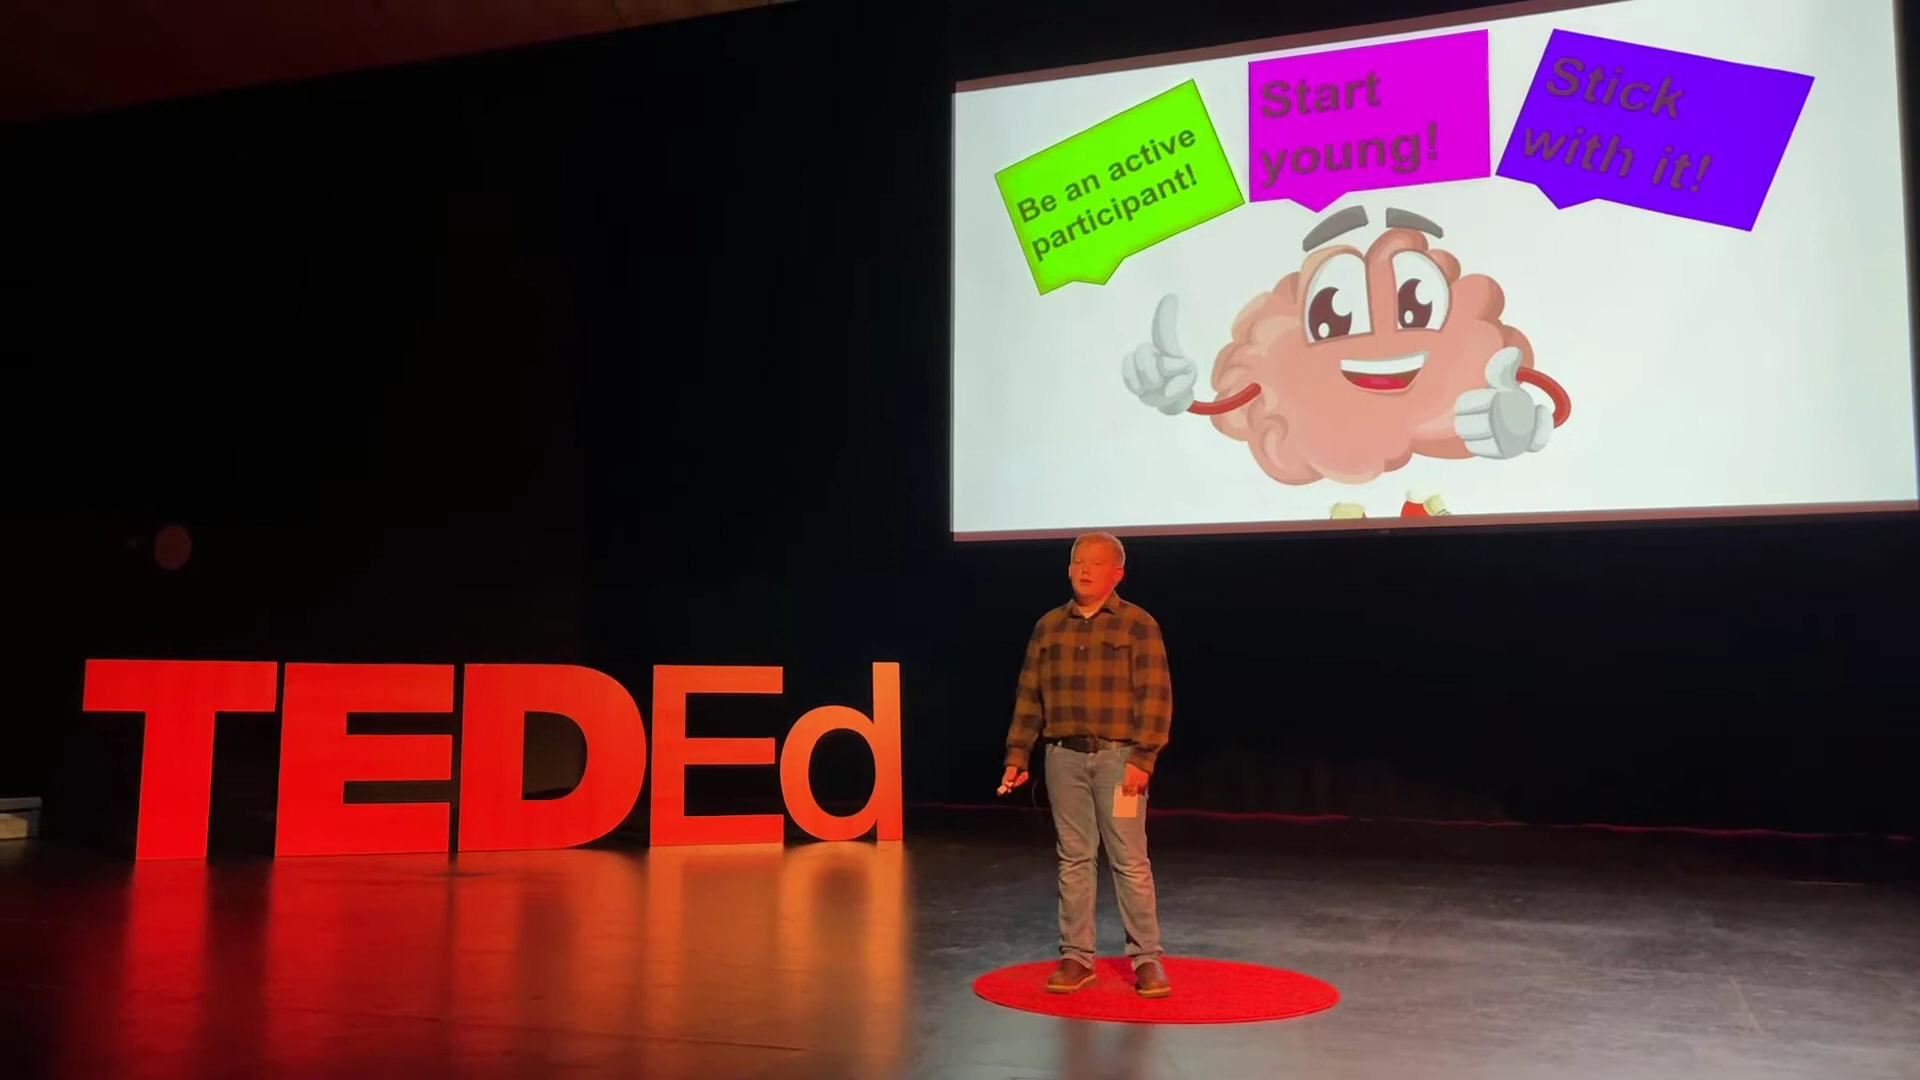 Be an active
participant!
Start
young!
Stick
with it!
TEDEd